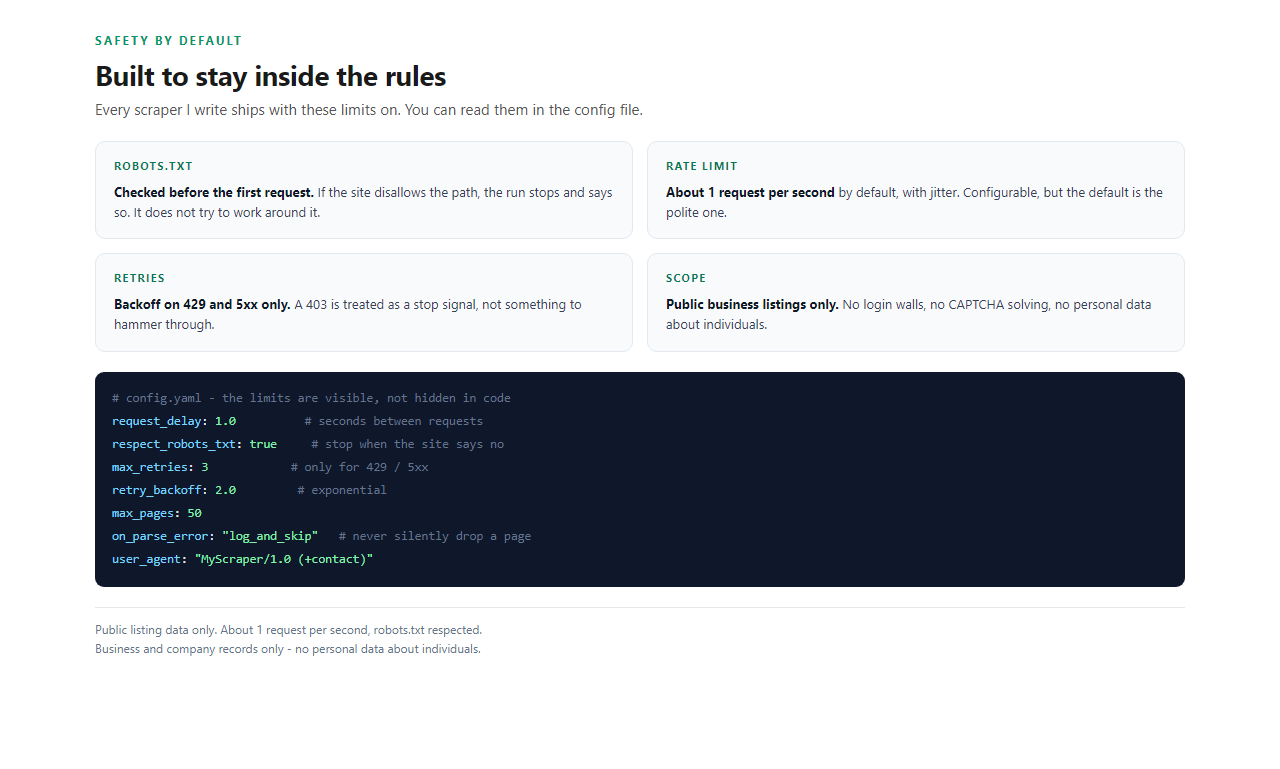 SAFETY BY DEFAULT
Built to stay inside the rules
Every scraper I write ships with these limits on. You can read them in the config file.
ROBOTS.TXT
Checked before the first request. If the site disallows the path, the run stops and says
so. It does not try to work around it.
RATE LIMIT
About 1 request per second by default, with jitter. Configurable, but the default is the
polite one.
RETRIES
Backoff on 429 and 5xx only. A 403 is treated as a stop signal, not something to
hammer through.
SCOPE
Public business listings only. No login walls, no CAPTCHA solving, no personal data
about individuals.
# config.yaml - the limits are visible, not hidden in code
request_delay: 1.0          # seconds between requests
respect_robots_txt: true     # stop when the site says no
max_retries: 3            # only for 429 / 5xx
retry_backoff: 2.0         # exponential
max_pages: 50
on_parse_error: "log_and_skip"   # never silently drop a page
user_agent: "MyScraper/1.0 (+contact)"
Public listing data only. About 1 request per second, robots.txt respected.
Business and company records only - no personal data about individuals.